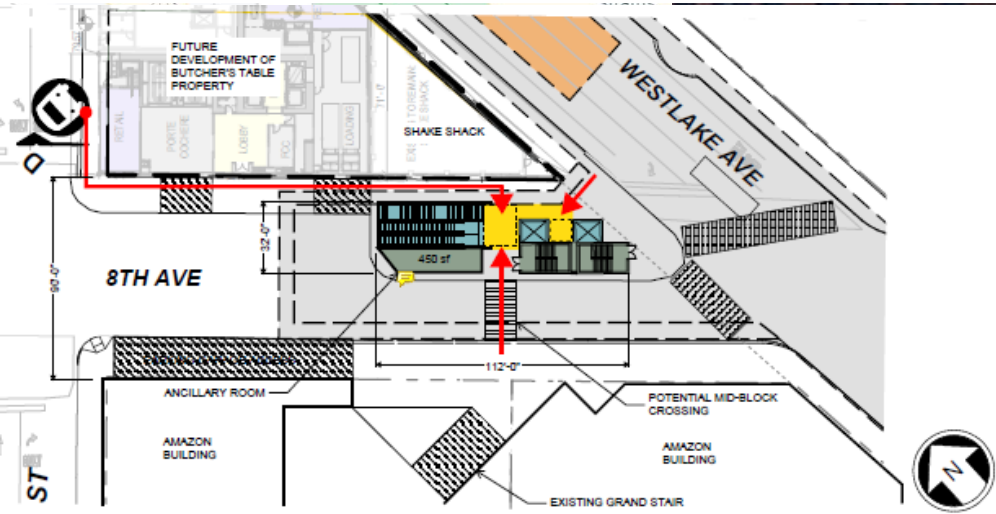 FUTURE
DEVELOPMENT OF
BUTCHER'S TABLE
PROPERTY
RETAIL
PORTE
COCHERE
LOBBY
FCC
LOADING
SHAKE SHACK
WESTLAKE AVE
D
32'-0"
90'-0"
450 sf
8TH AVE
112'-0"
ANCILLARY ROOM
POTENTIAL MID-BLOCK
CROSSING
AMAZON
BUILDING
AMAZON
BUILDING
ST
EXISTING GRAND STAIR
N